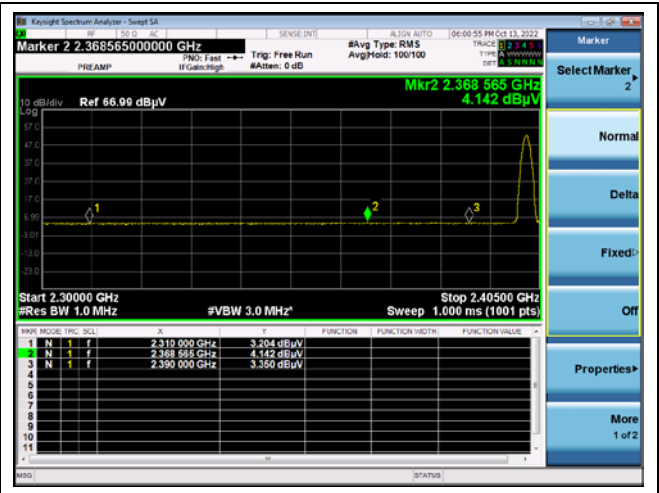 Keysight Spectrum Analyzer - Swept SA
RF 50 Ω AC SENSE:INT ALIGN AUTO 06:00:55 PM Oct 13, 2022
Marker 2 2.368565000000 GHz
PREAMP
PNO: Fast
IFGain:High
Trig: Free Run
#Atten: 0 dB
#Avg Type: RMS
Avg|Hold: 100/100
TRACE 1 2 3 4 5 6
TYPE A WWWWW
DET A S N N N N
Mkr2 2.368 565 GHz
4.142 dBµV
10 dB/div Ref 66.99 dBµV
Log
57.0
47.0
37.0
27.0
17.0
6.99
-3.01
-13.0
-23.0
1
2
3
Start 2.30000 GHz Stop 2.40500 GHz
#Res BW 1.0 MHz #VBW 3.0 MHz* Sweep 1.000 ms (1001 pts)
MKR MODE TRC SCL X Y FUNCTION FUNCTION WIDTH FUNCTION VALUE
1 N 1 f 2.310 000 GHz 3.204 dBµV
2 N 1 f 2.368 565 GHz 4.142 dBµV
3 N 1 f 2.390 000 GHz 3.350 dBµV
4
5
6
7
8
9
10
11
MSG STATUS
Marker
Select Marker
2
Normal
Delta
Fixed
Off
Properties
More
1 of 2